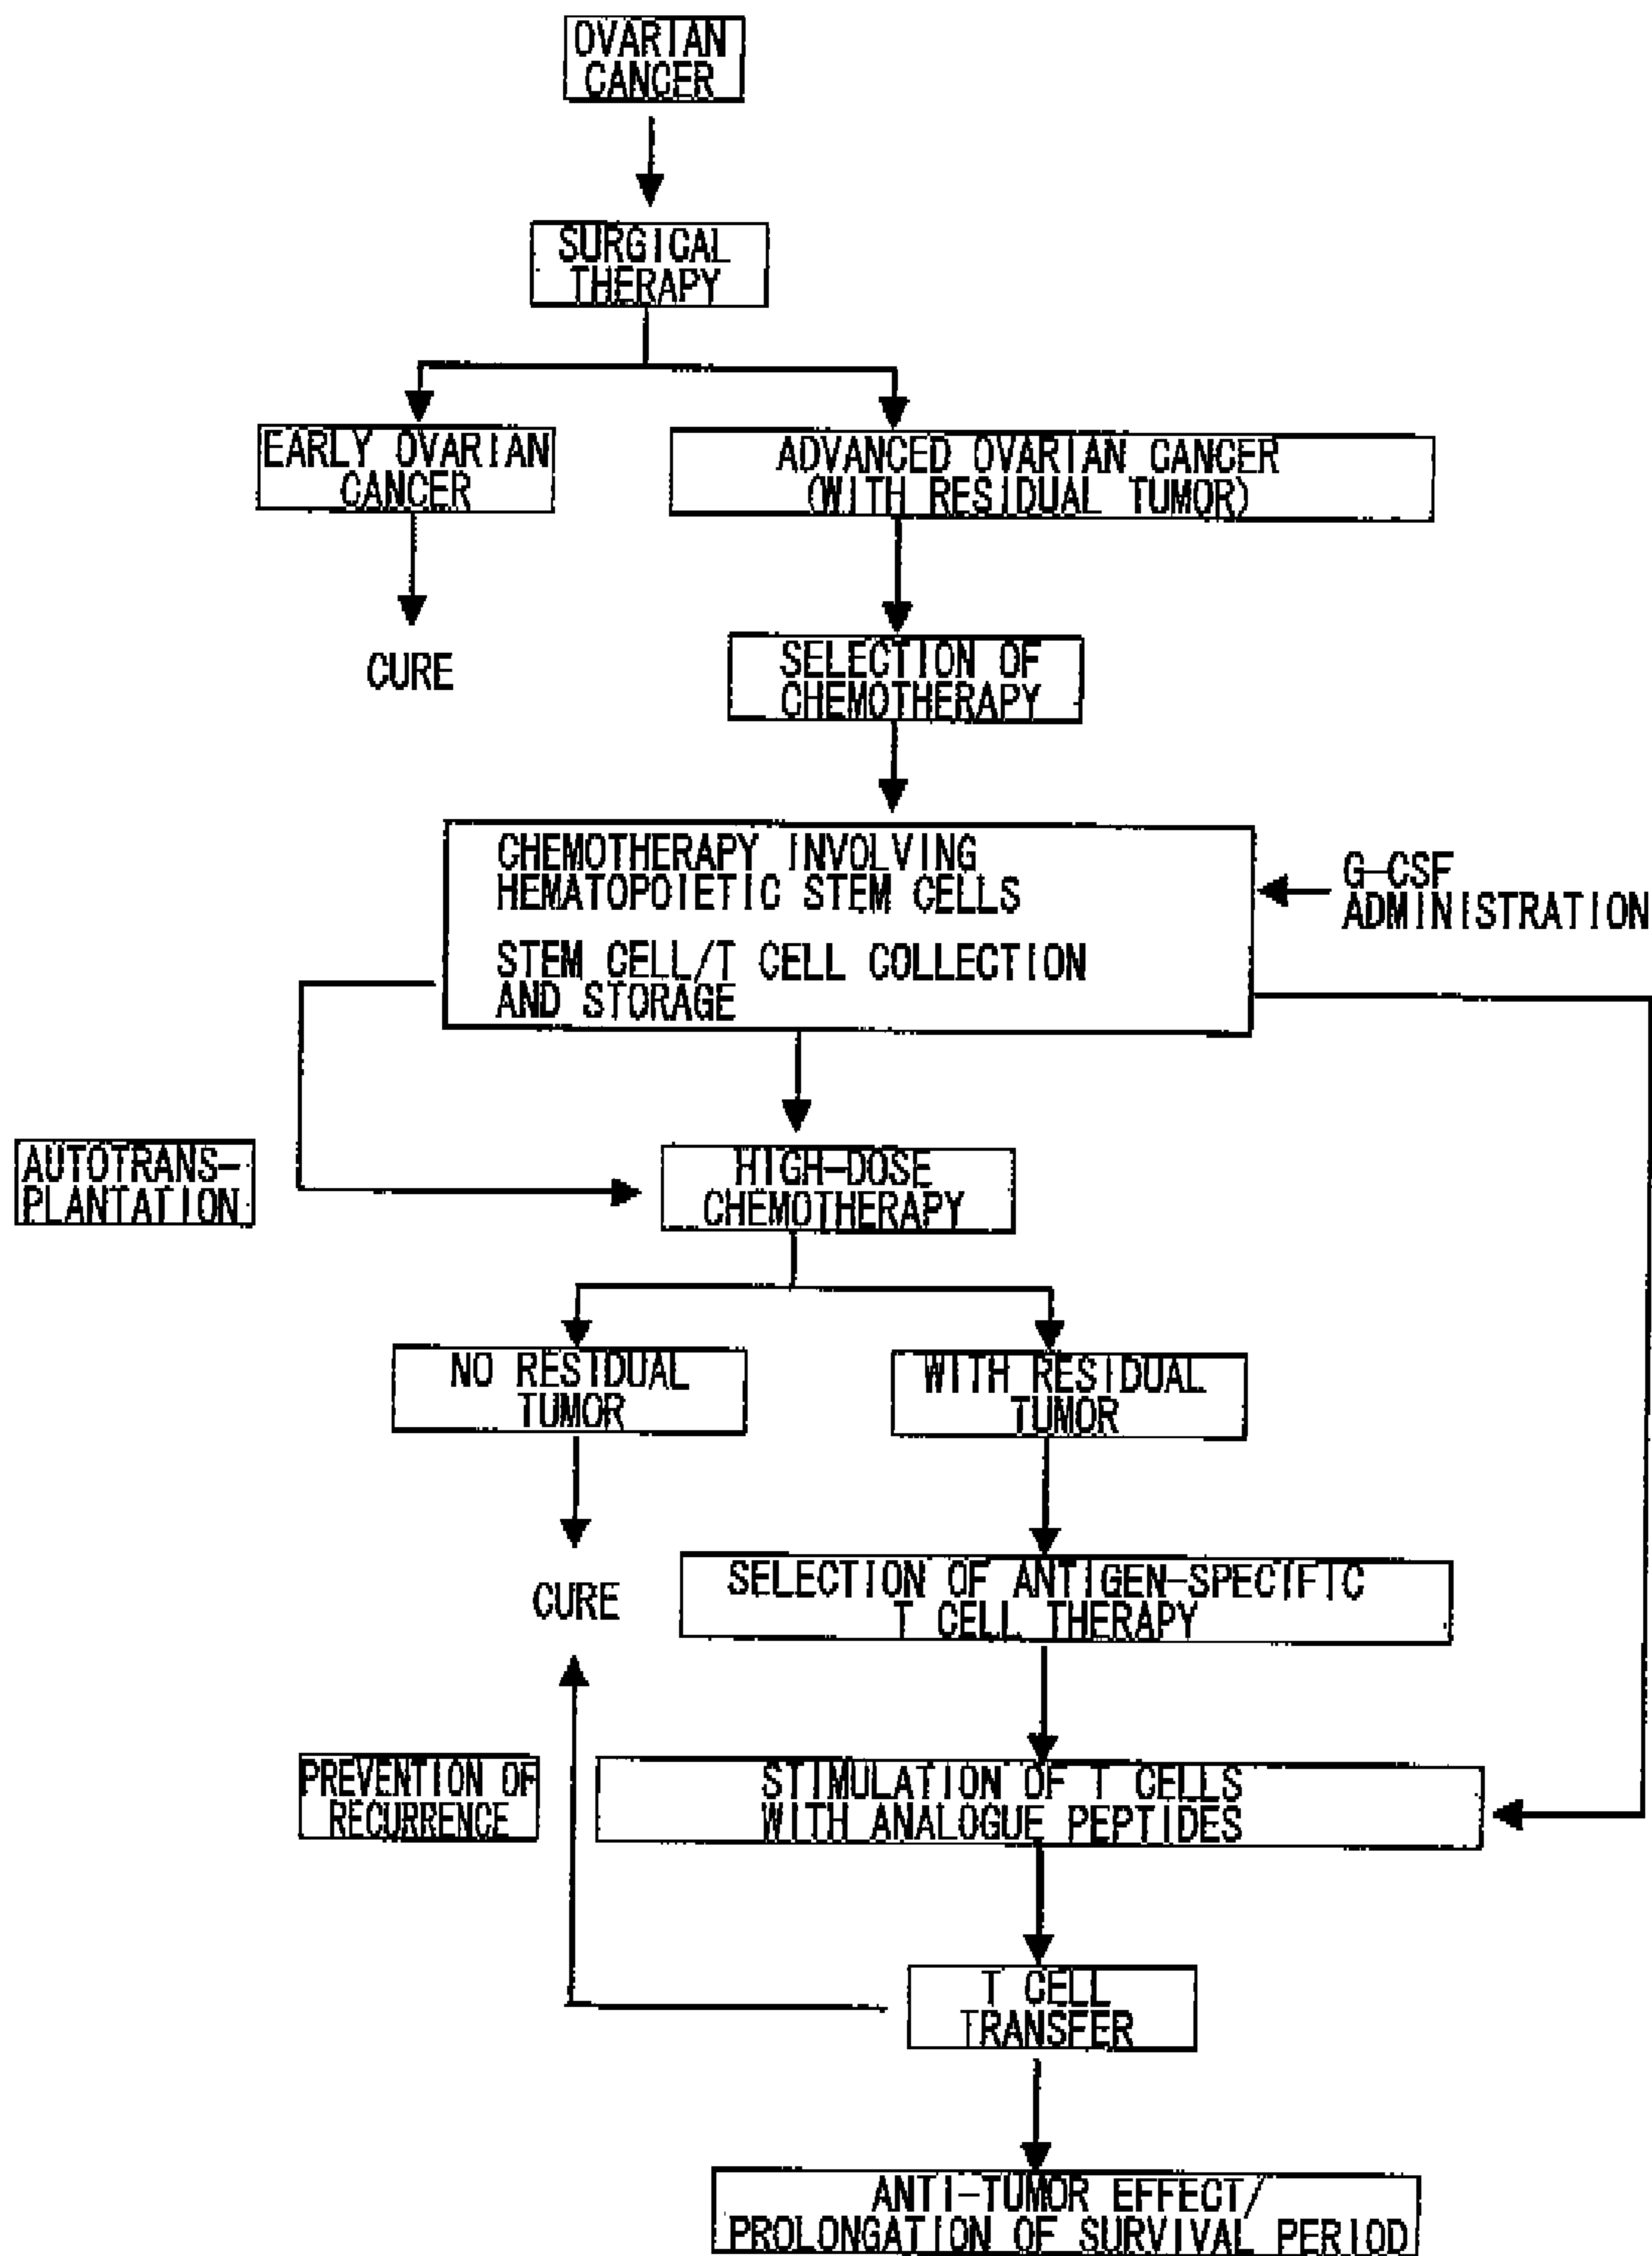 OVARIAN
CANCER
SURGICAL
THERAPY
EARLY OVARIAN
CANCER
ADVANCED OVARIAN CANCER
(WITH RESIDUAL TUMOR)
CURE
SELECTION OF
CHEMOTHERAPY
CHEMOTHERAPY INVOLVING
HEMATOPOIETIC STEM CELLS
STEM CELL/T CELL COLLECTION
AND STORAGE
G-CSF
ADMINISTRATION
AUTOTRANS-
PLANTATION
HIGH-DOSE
CHEMOTHERAPY
NO RESIDUAL
TUMOR
WITH RESIDUAL
TUMOR
CURE
SELECTION OF ANTIGEN-SPECIFIC
T CELL THERAPY
PREVENTION OF
RECURRENCE
STIMULATION OF T CELLS
WITH ANALOGUE PEPTIDES
T CELL
TRANSFER
ANTI-TUMOR EFFECT/
PROLONGATION OF SURVIVAL PERIOD